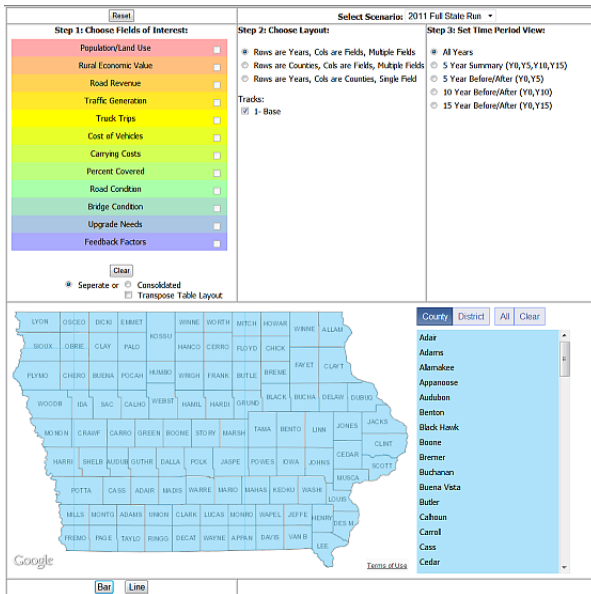 Reset
Select Scenario: 2011 Full State Run
Step 1: Choose Fields of Interest:
Population/Land Use
Rural Economic Value
Road Revenue
Traffic Generation
Truck Trips
Cost of Vehicles
Carrying Costs
Percent Covered
Road Condition
Bridge Condition
Upgrade Needs
Feedback Factors
Clear
Seperate or Consolidated
Transpose Table Layout
Step 2: Choose Layout:
Rows are Years, Cols are Fields, Multiple Fields
Rows are Counties, Cols are Fields, Multiple Fields
Rows are Years, Cols are Counties, Single Field
Tracks:
1- Base
Step 3: Set Time Period View:
All Years
5 Year Summary (Y0,Y5,Y10,Y15)
5 Year Before/After (Y0,Y5)
10 Year Before/After (Y0,Y10)
15 Year Before/After (Y0,Y15)
LYON OSCEO DICKI EMMET WINNE WORTH MITCH HOWAR WINNE ALLAM
KOSSU
SIOUX OBRIE CLAY PALO HANCO CERRO FLOYD CHICK
FAYET CLAYT
PLYMO CHERO BUENA POCAH HUMBO WRIGH FRANK BUTLE BREME
WOODB IDA SAC CALHO WEBST HAMIL HARDI GRUND BLACK BUCHA DELAW DUBUQ
MONON CRAWF CARRO GREEN BOONE STORY MARSH TAMA BENTO LINN JONES JACKS
CLINT
HARRI SHELB AUDUB GUTHR DALLA POLK JASPE POWES IOWA JOHNS CEDAR SCOTT
MUSCA
POTTA CASS ADAIR MADIS WARRE MARIO MAHAS KEOKU WASHI LOUIS
MILLS MONTG ADAMS UNION CLARK LUCAS MONRO WAPEL JEFFE HENRY DES M
FREMO PAGE TAYLO RINGG DECAT WAYNE APPAN DAVIS VAN B LEE
Google
Terms of Use
County District All Clear
Adair
Adams
Allamakee
Appanoose
Audubon
Benton
Black Hawk
Boone
Bremer
Buchanan
Buena Vista
Butler
Calhoun
Carroll
Cass
Cedar
Bar Line